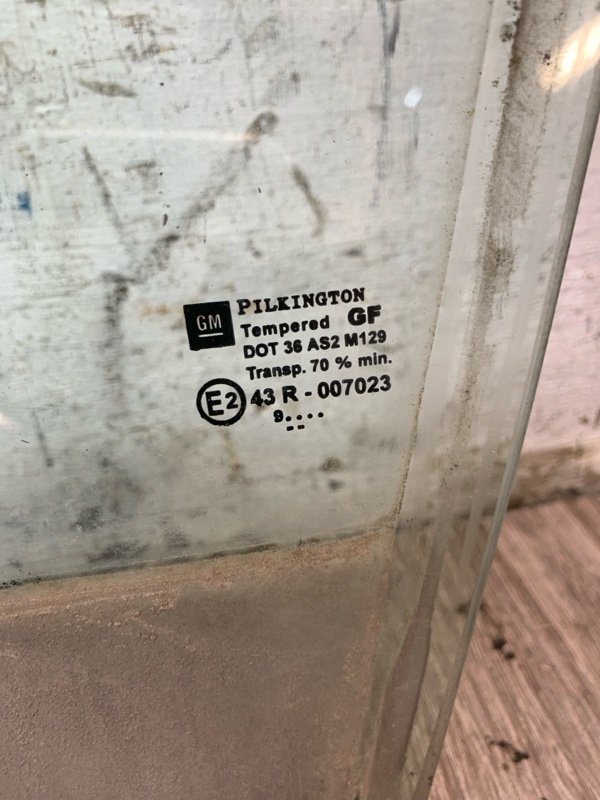 GM
PILKINGTON
Tempered GF
DOT 36 AS2 M129
Transp. 70 % min.
E2 43 R - 007023
9....
--